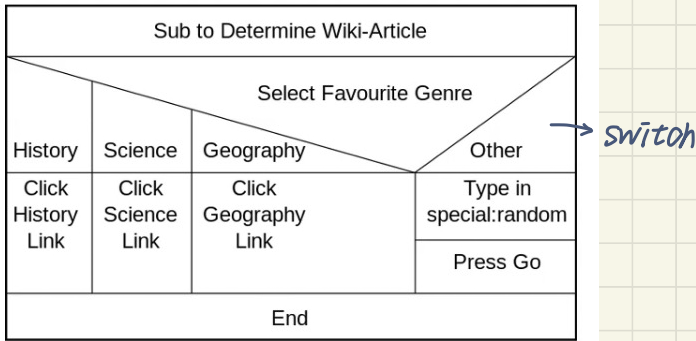 Sub to Determine Wiki-Article
Select Favourite Genre
History Science Geography Other
switch
Click
History
Link
Click
Science
Link
Click
Geography
Link
Type in
special:random
Press Go
End